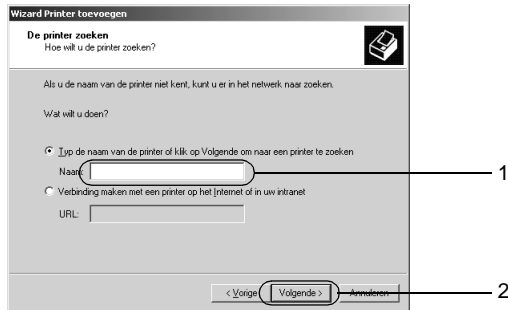 Wizard Printer toevoegen
De printer zoeken
Hoe wilt u de printer zoeken?
Als u de naam van de printer niet kent, kunt u er in het netwerk naar zoeken.
Wat wilt u doen?
Typ de naam van de printer of klik op Volgende om naar een printer te zoeken
Naam:
1
Verbinding maken met een printer op het Internet of in uw intranet
URL:
< Vorige
Volgende >
Annuleren
2